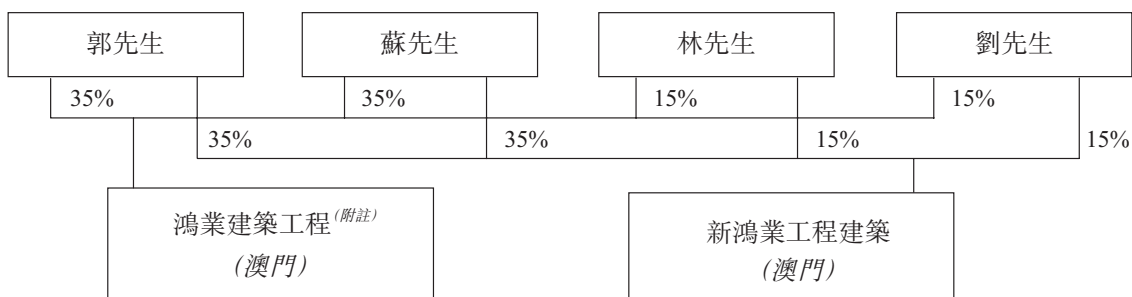 郭先生 蘇先生 林先生 劉先生
35% 35% 15% 15%
35% 35% 15% 15%
鴻業建築工程(附註) 新鴻業工程建築
(澳門) (澳門)